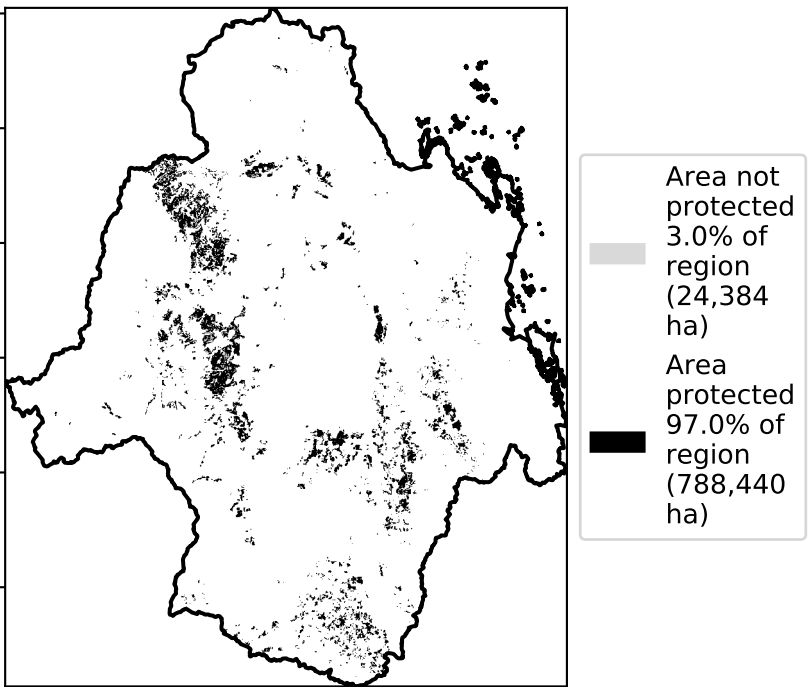 Area not
protected
3.0% of
region
(24,384
ha)
Area
protected
97.0% of
region
(788,440
ha)